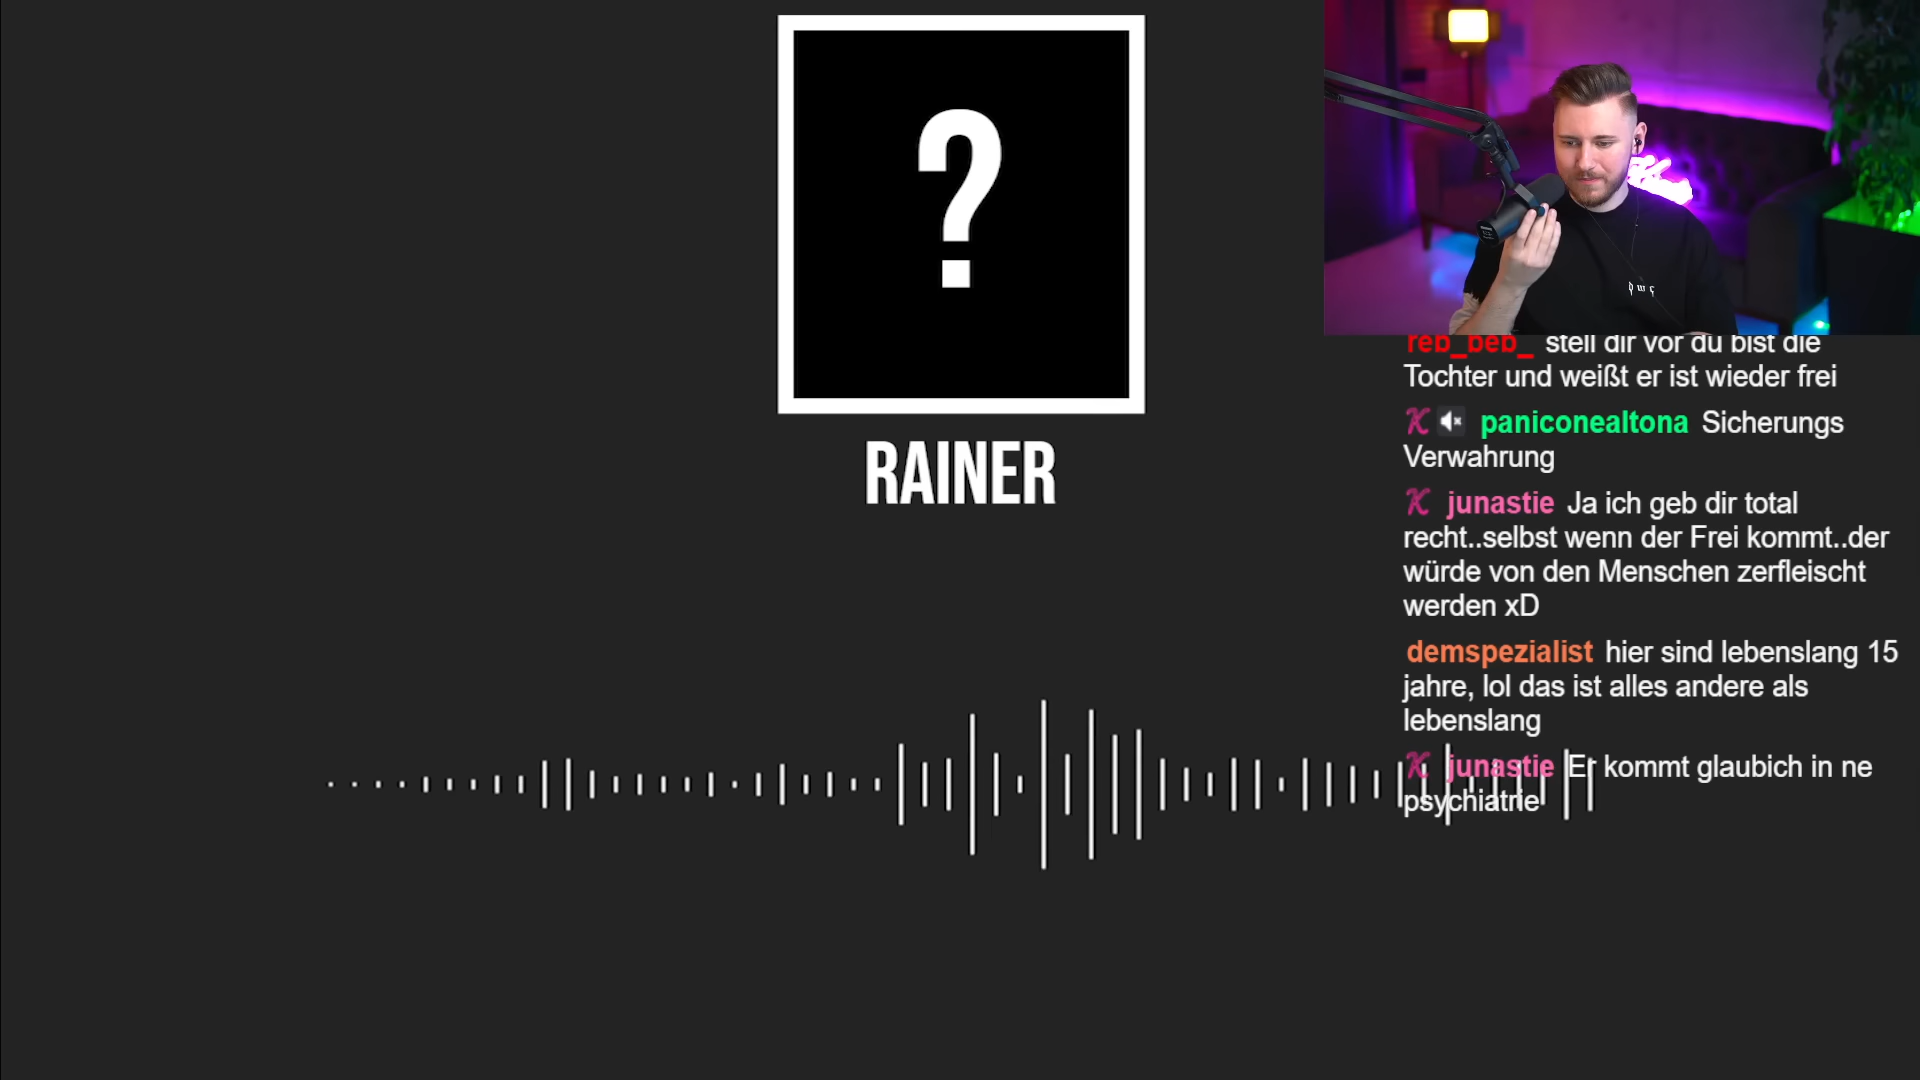 ?
RAINER
reb_beb_ stell dir vor du bist die
Tochter und weißt er ist wieder frei
paniconealtona Sicherungs
Verwahrung
junastie Ja ich geb dir total
recht..selbst wenn der Frei kommt..der
würde von den Menschen zerfleischt
werden xD
demspezialist hier sind lebenslang 15
jahre, lol das ist alles andere als
lebenslang
junastie Er kommt glaubich in ne
psychiatrie